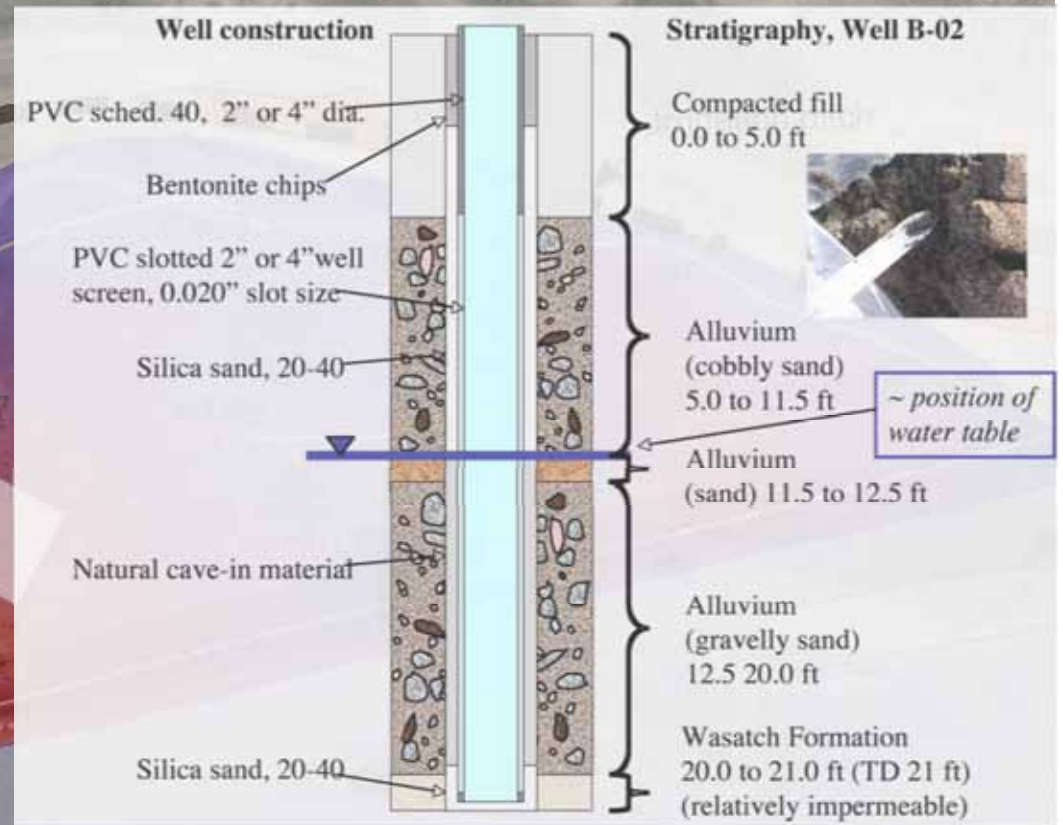 Well construction
Stratigraphy, Well B-02
PVC sched. 40, 2” or 4” dia.
Bentonite chips
PVC slotted 2” or 4”well
screen, 0.020” slot size
Silica sand, 20-40
Natural cave-in material
Silica sand, 20-40
Compacted fill
0.0 to 5.0 ft
Alluvium
(cobbly sand)
5.0 to 11.5 ft
~ position of
water table
Alluvium
(sand) 11.5 to 12.5 ft
Alluvium
(gravelly sand)
12.5 20.0 ft
Wasatch Formation
20.0 to 21.0 ft (TD 21 ft)
(relatively impermeable)